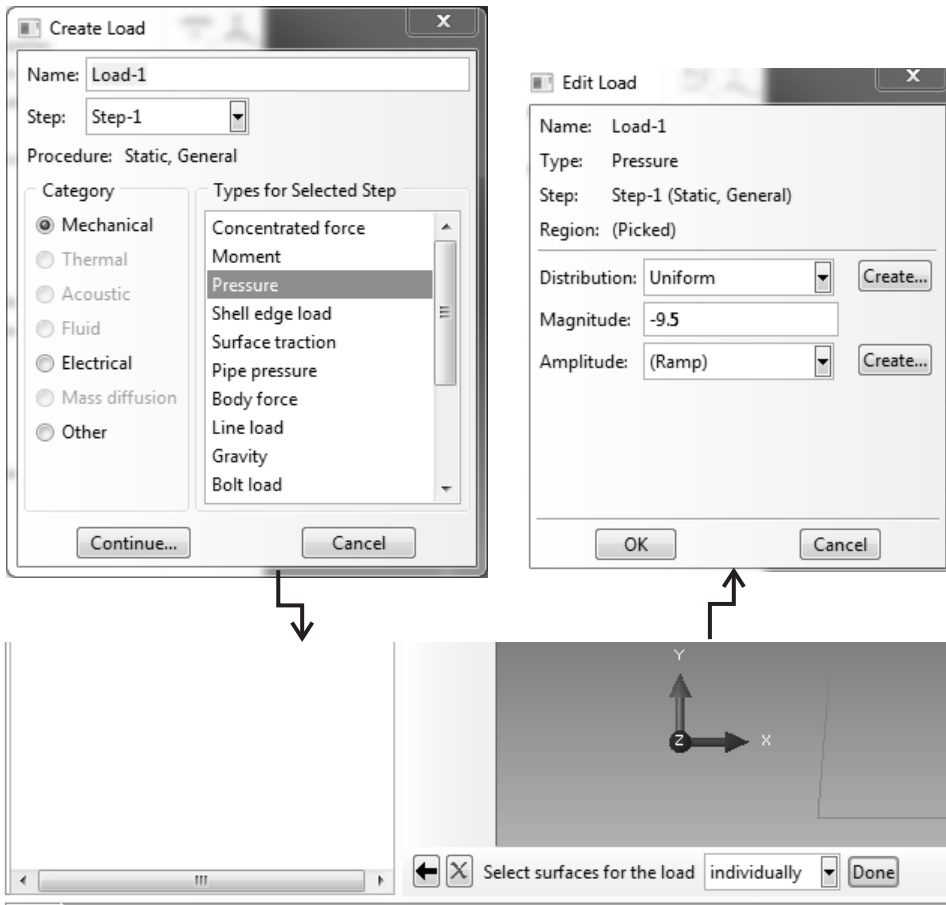 Create Load
x
Name: Load-1
Step: Step-1
Procedure: Static, General
Category
Mechanical
Thermal
Acoustic
Fluid
Electrical
Mass diffusion
Other
Types for Selected Step
Concentrated force
Moment
Pressure
Shell edge load
Surface traction
Pipe pressure
Body force
Line load
Gravity
Bolt load
Continue... Cancel
Edit Load
x
Name: Load-1
Type: Pressure
Step: Step-1 (Static, General)
Region: (Picked)
Distribution: Uniform Create...
Magnitude: -9.5
Amplitude: (Ramp) Create...
OK Cancel
Y
Z X
Select surfaces for the load individually Done